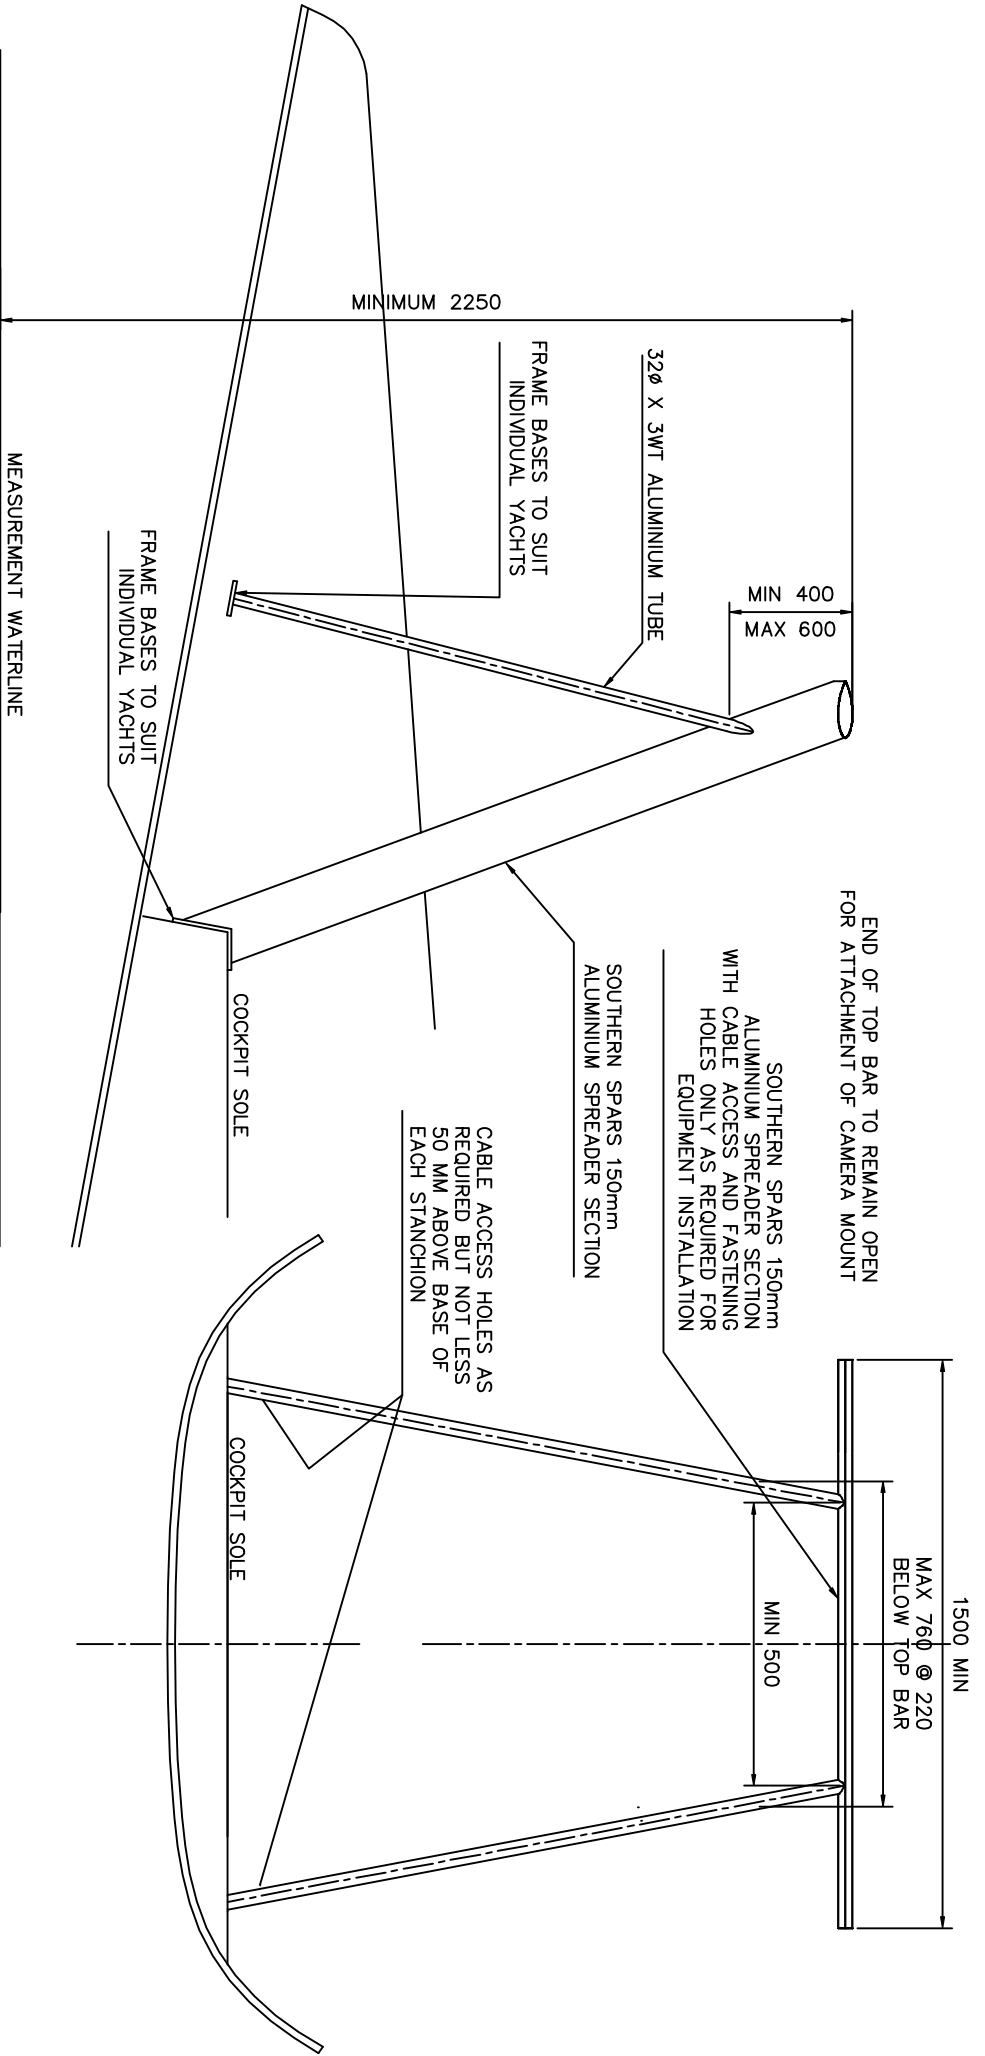 END OF TOP BAR TO REMAIN OPEN
FOR ATTACHMENT OF CAMERA MOUNT
1500 MIN
MAX 760 @ 220
BELOW TOP BAR
MIN 500
SOUTHERN SPARS 150mm
ALUMINIUM SPREADER SECTION
WITH CABLE ACCESS AND FASTENING
HOLES ONLY AS REQUIRED FOR
EQUIPMENT INSTALLATION
MIN 400
MAX 600
32ø X 3WT ALUMINIUM TUBE
SOUTHERN SPARS 150mm
ALUMINIUM SPREADER SECTION
FRAME BASES TO SUIT
INDIVIDUAL YACHTS
MINIMUM 2250
CABLE ACCESS HOLES AS
REQUIRED BUT NOT LESS
50 MM ABOVE BASE OF
EACH STANCHION
COCKPIT SOLE
COCKPIT SOLE
FRAME BASES TO SUIT
INDIVIDUAL YACHTS
MEASUREMENT WATERLINE